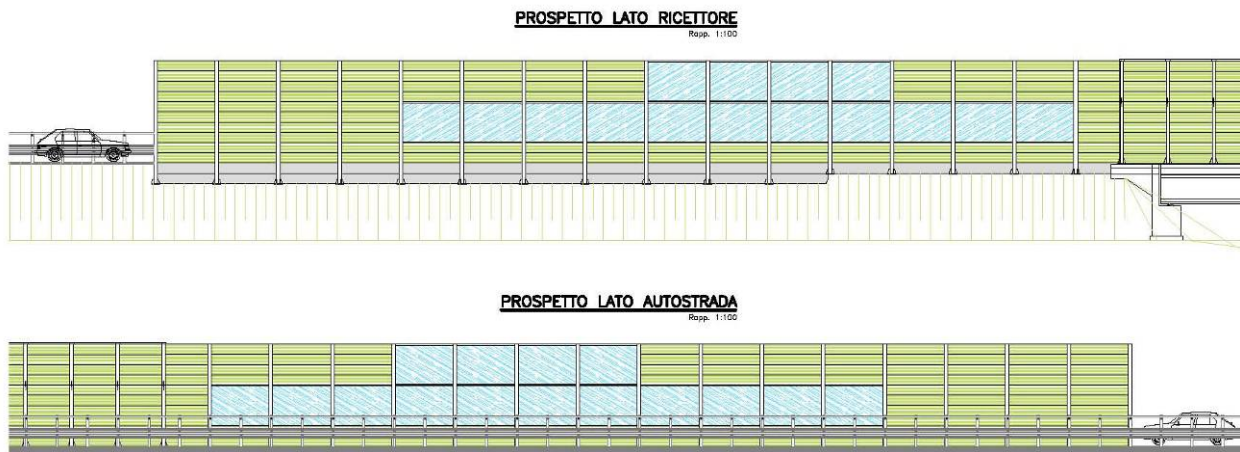 PROSPETTO LATO RICETTORE
Rapp. 1:100
PROSPETTO LATO AUTOSTRADA
Rapp. 1:100